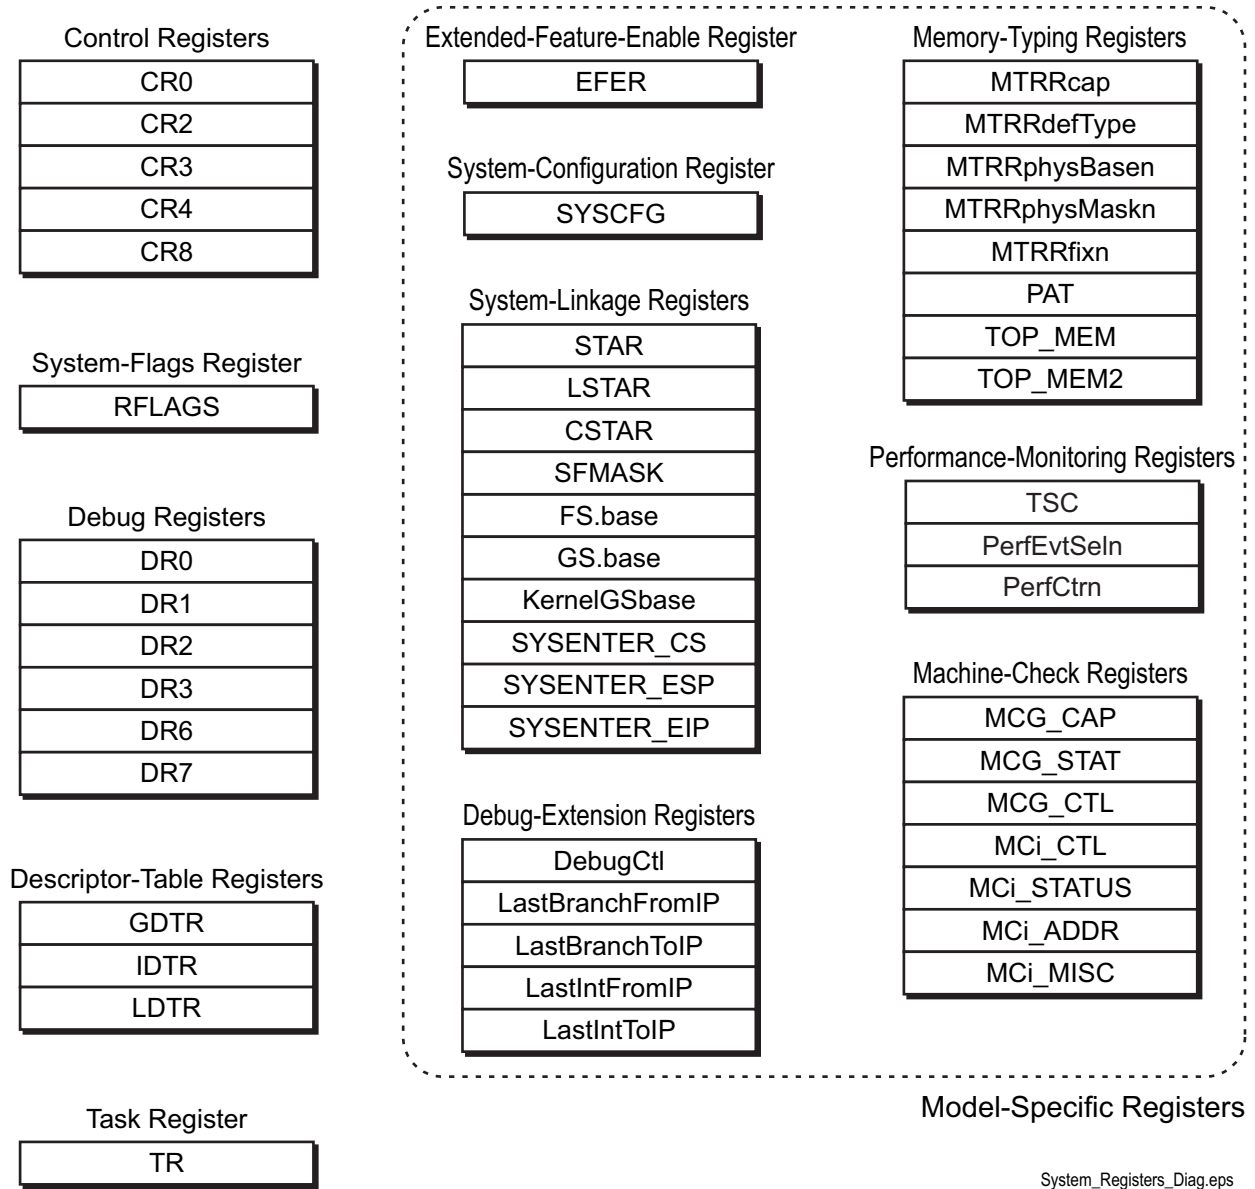 Control Registers
CR0
CR2
CR3
CR4
CR8
System-Flags Register
RFLAGS
Debug Registers
DR0
DR1
DR2
DR3
DR6
DR7
Descriptor-Table Registers
GDTR
IDTR
LDTR
Task Register
TR
Extended-Feature-Enable Register
EFER
System-Configuration Register
SYSCFG
System-Linkage Registers
STAR
LSTAR
CSTAR
SFMASK
FS.base
GS.base
KernelGSbase
SYSENTER_CS
SYSENTER_ESP
SYSENTER_EIP
Debug-Extension Registers
DebugCtl
LastBranchFromIP
LastBranchToIP
LastIntFromIP
LastIntToIP
Memory-Typing Registers
MTRRcap
MTRRdefType
MTRRphysBasen
MTRRphysMaskn
MTRRfixn
PAT
TOP_MEM
TOP_MEM2
Performance-Monitoring Registers
TSC
PerfEvtSeln
PerfCtrn
Machine-Check Registers
MCG_CAP
MCG_STAT
MCG_CTL
MCi_CTL
MCi_STATUS
MCi_ADDR
MCi_MISC
Model-Specific Registers
System_Registers_Diag.eps